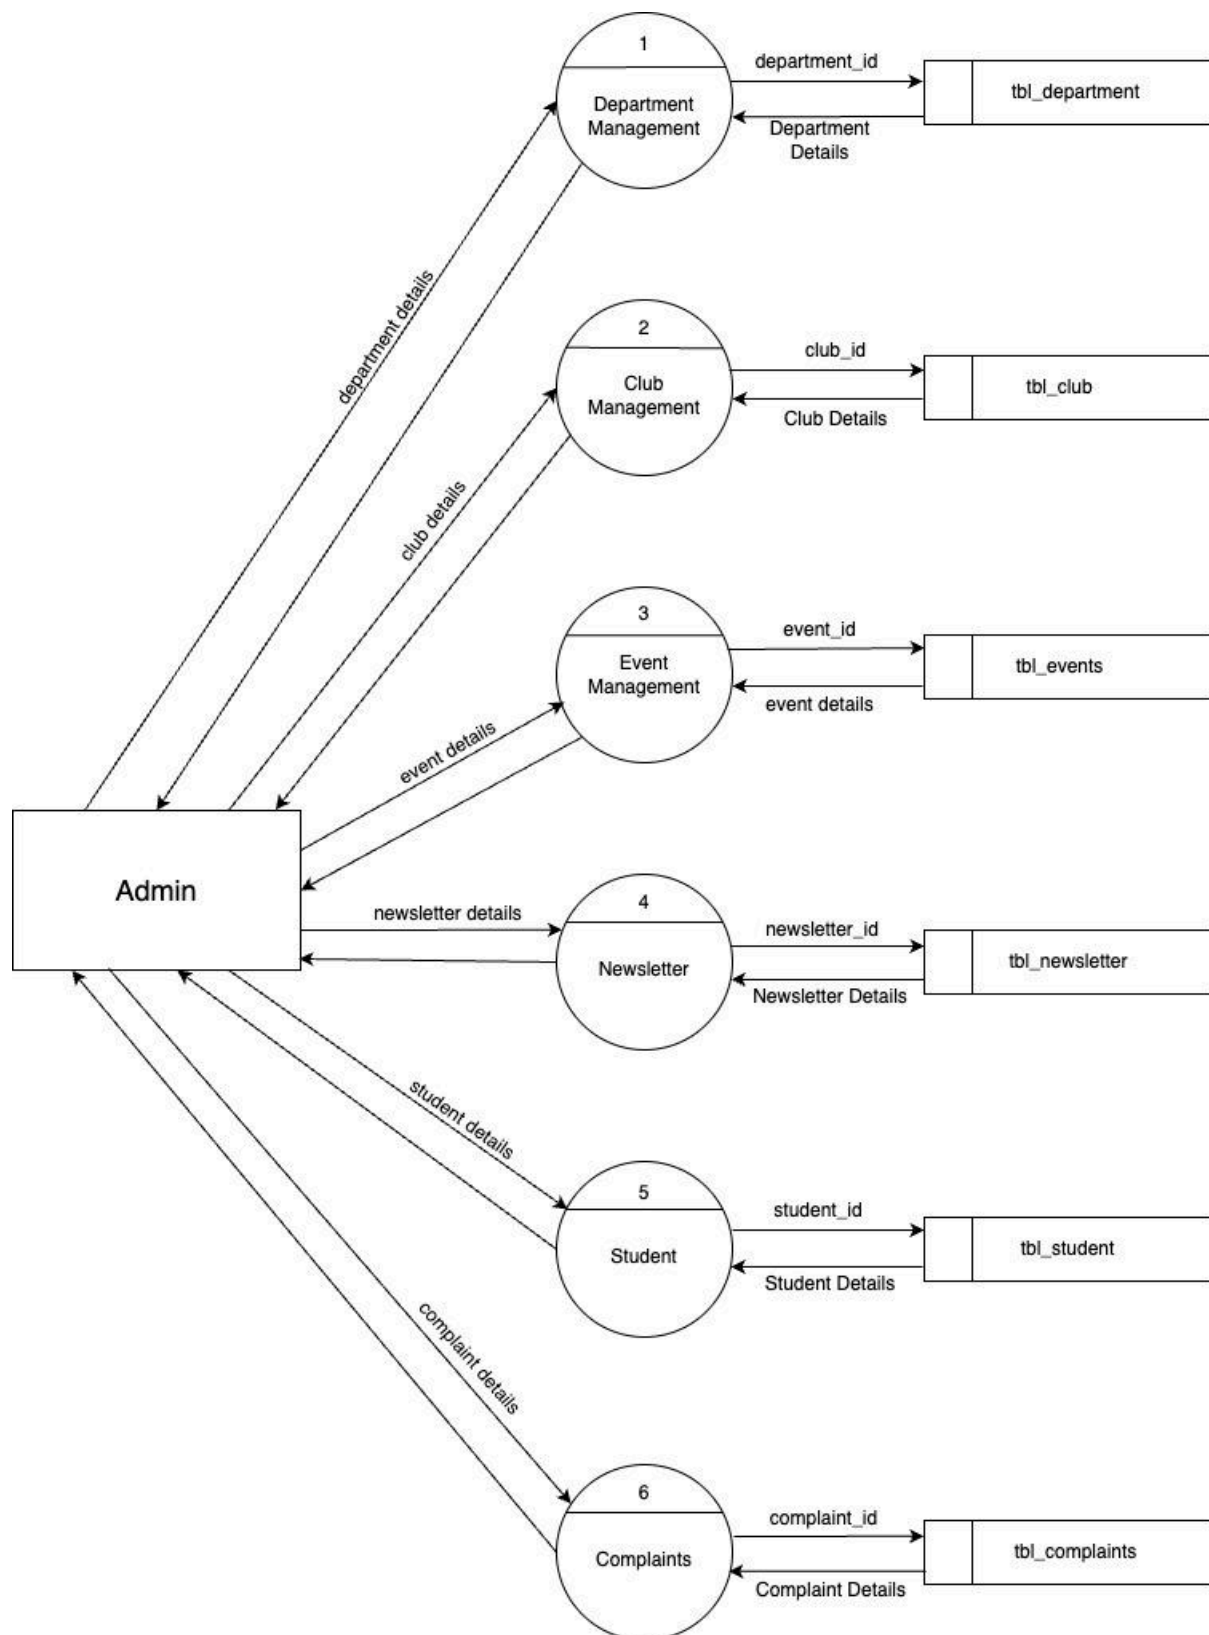 1
Department
Management
department_id
Department
Details
tbl_department
department details
2
Club
Management
club_id
Club Details
tbl_club
club details
3
Event
Management
event_id
event details
tbl_events
event details
Admin
4
Newsletter
newsletter details
newsletter_id
Newsletter Details
tbl_newsletter
5
Student
student details
student_id
Student Details
tbl_student
6
Complaints
complaint details
complaint_id
Complaint Details
tbl_complaints